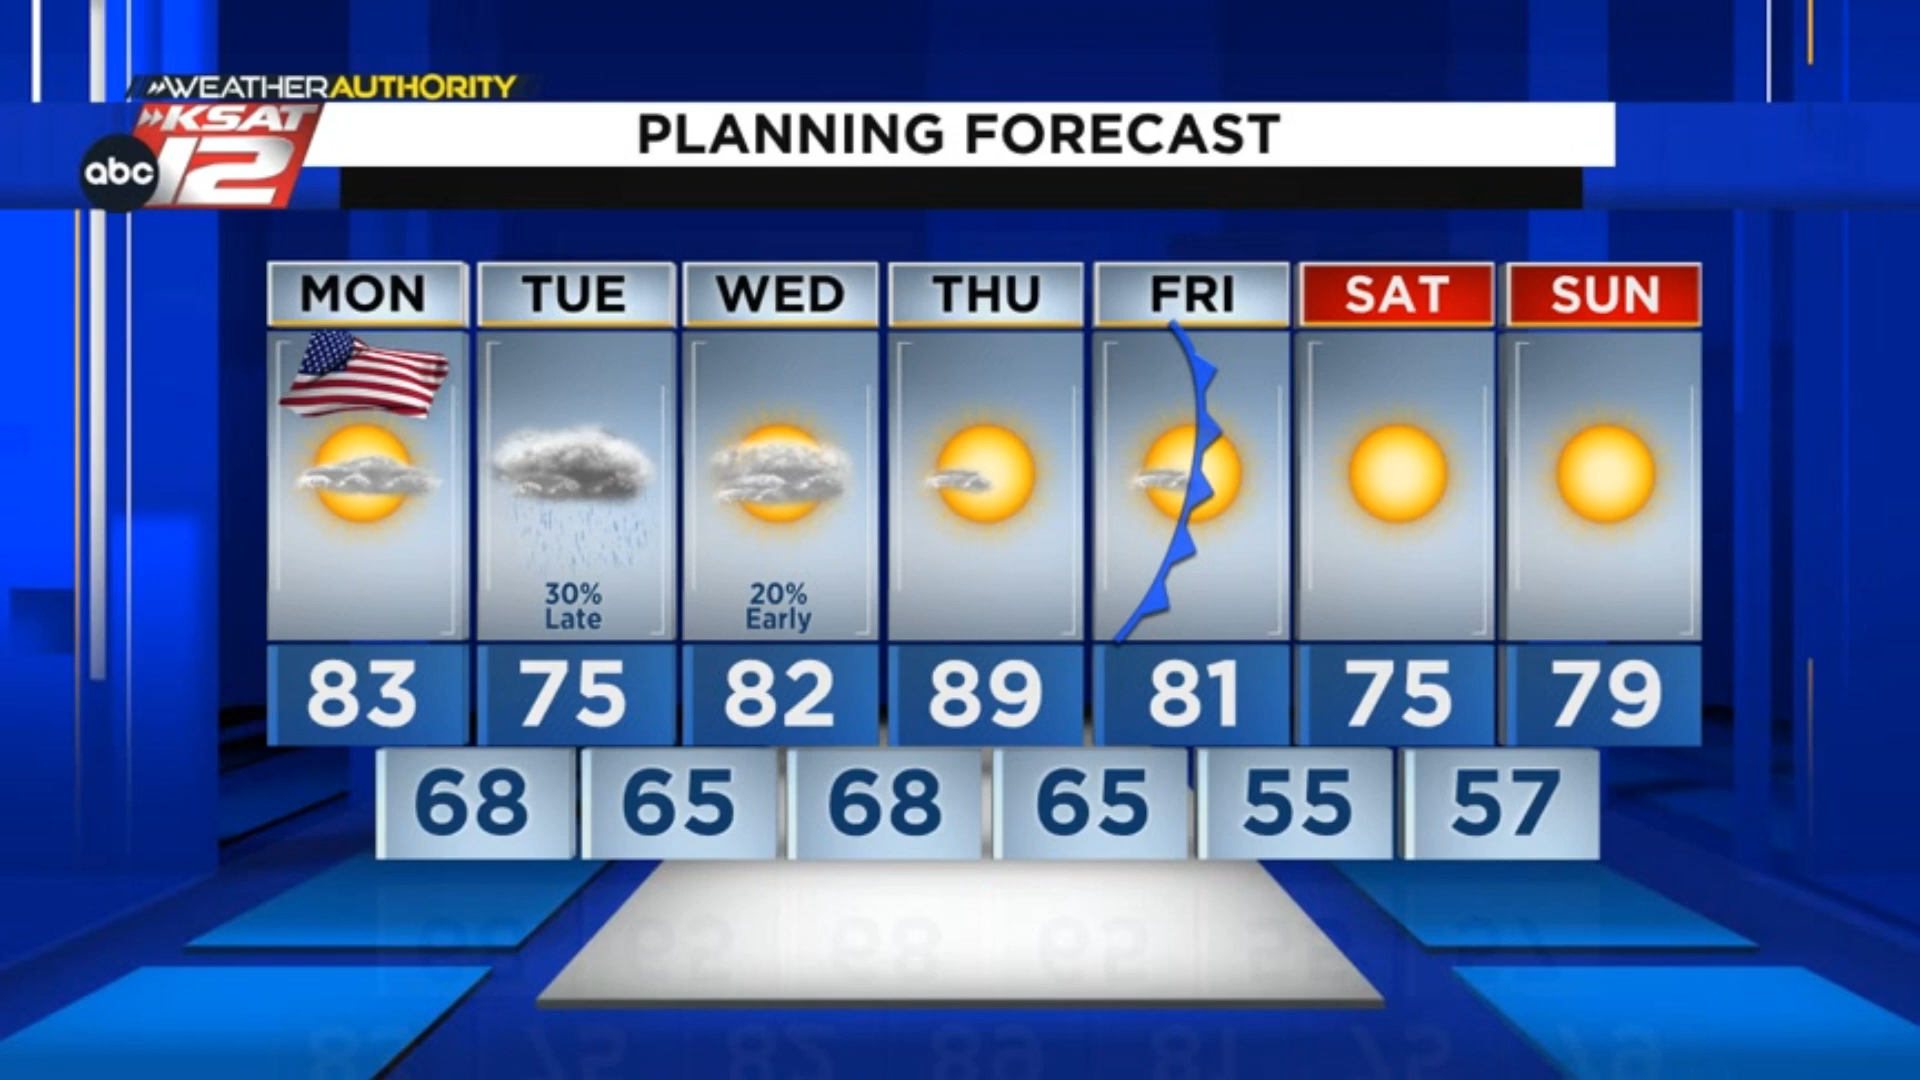 WEATHERAUTHORITY
KSAT
abc
12
PLANNING FORECAST
MON TUE WED THU FRI SAT SUN
30% 20%
Late Early
83 75 82 89 81 75 79
68 65 68 65 55 57